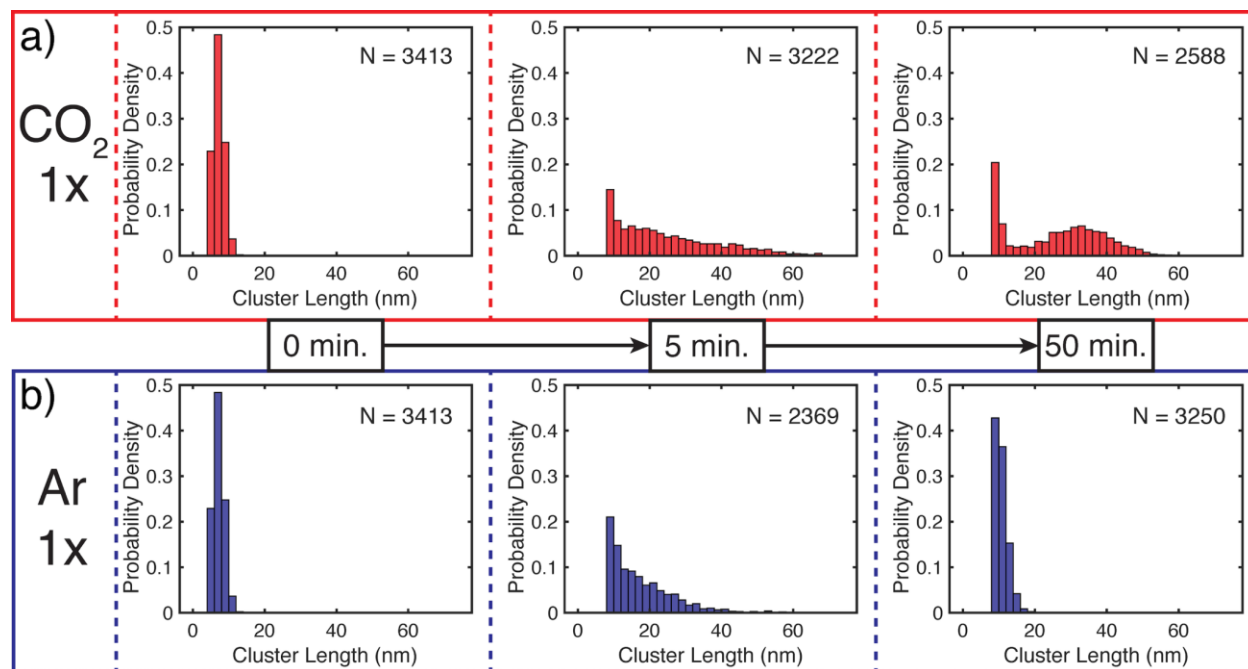 a)
CO2
1x
Probability Density
0.5
0.4
0.3
0.2
0.1
0
N = 3413
0 20 40 60
Cluster Length (nm)
Probability Density
0.5
0.4
0.3
0.2
0.1
0
N = 3222
0 20 40 60
Cluster Length (nm)
Probability Density
0.5
0.4
0.3
0.2
0.1
0
N = 2588
0 20 40 60
Cluster Length (nm)
0 min.
5 min.
50 min.
b)
Ar
1x
Probability Density
0.5
0.4
0.3
0.2
0.1
0
N = 3413
0 20 40 60
Cluster Length (nm)
Probability Density
0.5
0.4
0.3
0.2
0.1
0
N = 2369
0 20 40 60
Cluster Length (nm)
Probability Density
0.5
0.4
0.3
0.2
0.1
0
N = 3250
0 20 40 60
Cluster Length (nm)